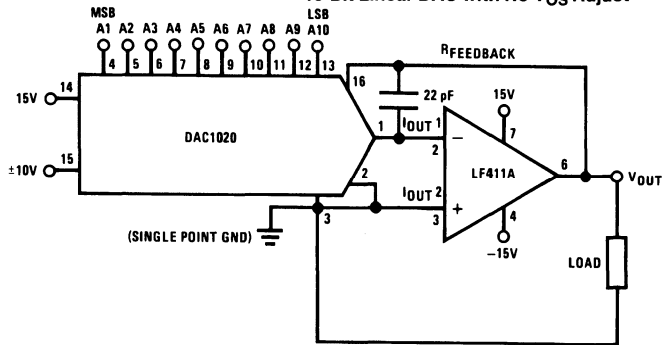 10-Bit Linear DAC with No VOS Adjust
MSB LSB
A1 A2 A3 A4 A5 A6 A7 A8 A9 A10
4 5 6 7 8 9 10 11 12 13
RFEEDBACK
16
14
15V
22 pF
15V
DAC1020
1
IOUT 1
2
−
7
±10V
15
LF411A
6
VOUT
2
IOUT 2
3
+
4
−15V
3
(SINGLE POINT GND)
LOAD